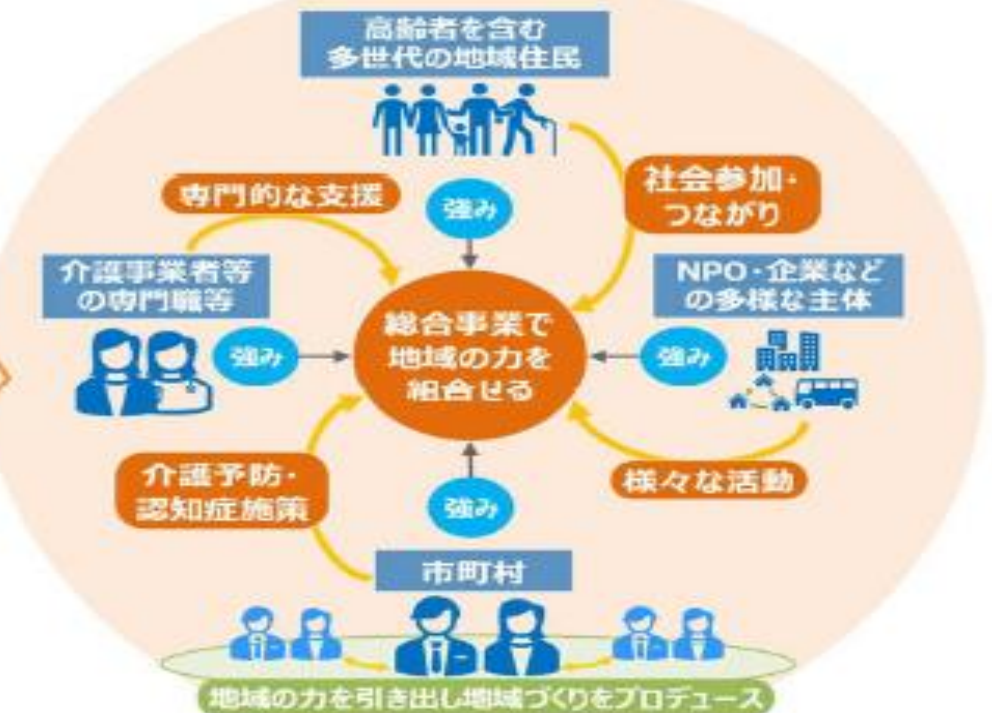 高齢者を含む
多世代の地域住民
専門的な支援
強み
社会参加・
つながり
介護事業者等
の専門職等
強み
総合事業で
地域の力を
組合せる
強み
NPO・企業など
の多様な主体
介護予防・
認知症施策
強み
様々な活動
市町村
地域の力を引き出し地域づくりをプロデュース